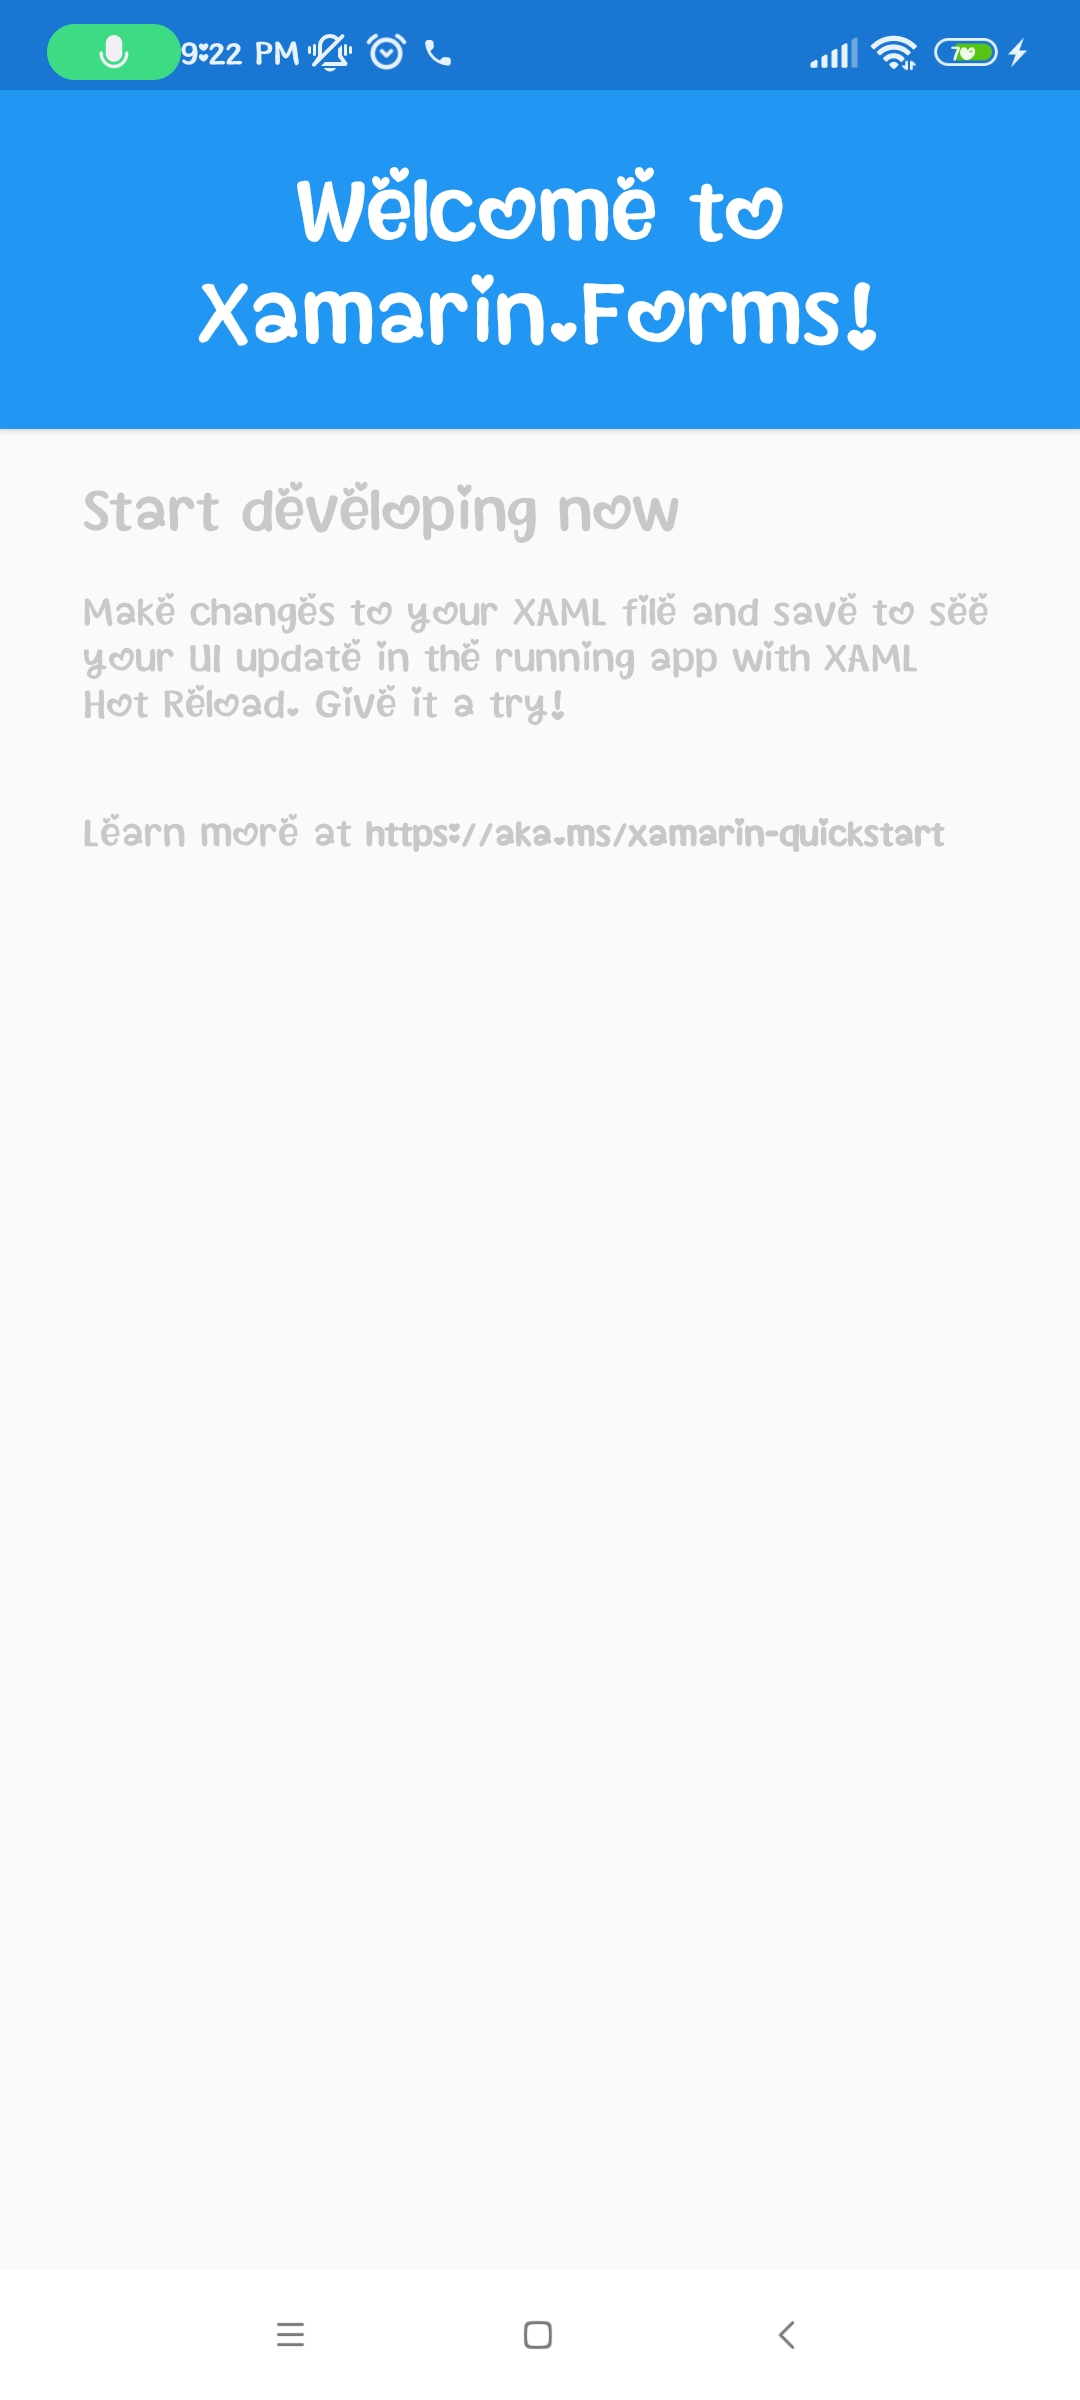 9:22 PM
70
Welcome to
Xamarin.Forms!
Start developing now
Make changes to your XAML file and save to see
your UI update in the running app with XAML
Hot Reload. Give it a try!
Learn more at https://aka.ms/xamarin-quickstart